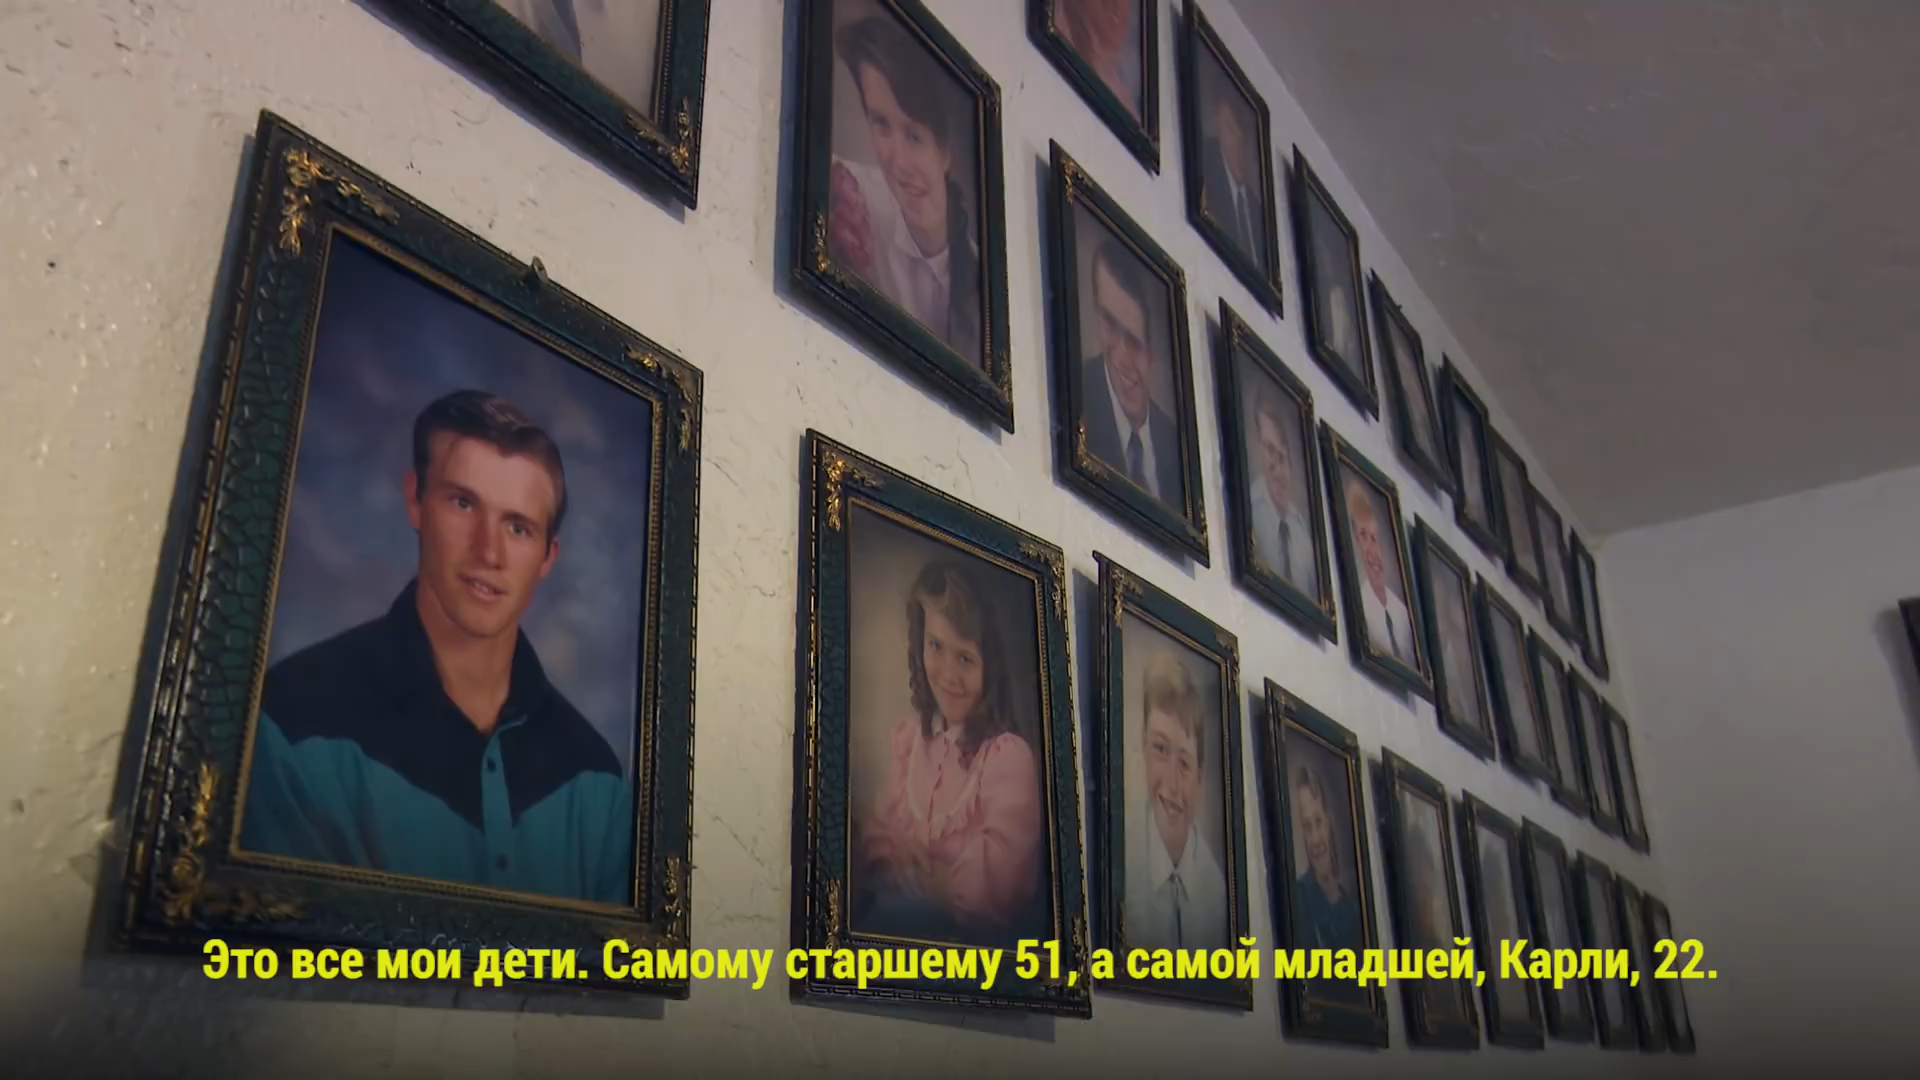 Это все мои дети. Самому старшему 51, а самой младшей, Карли, 22.